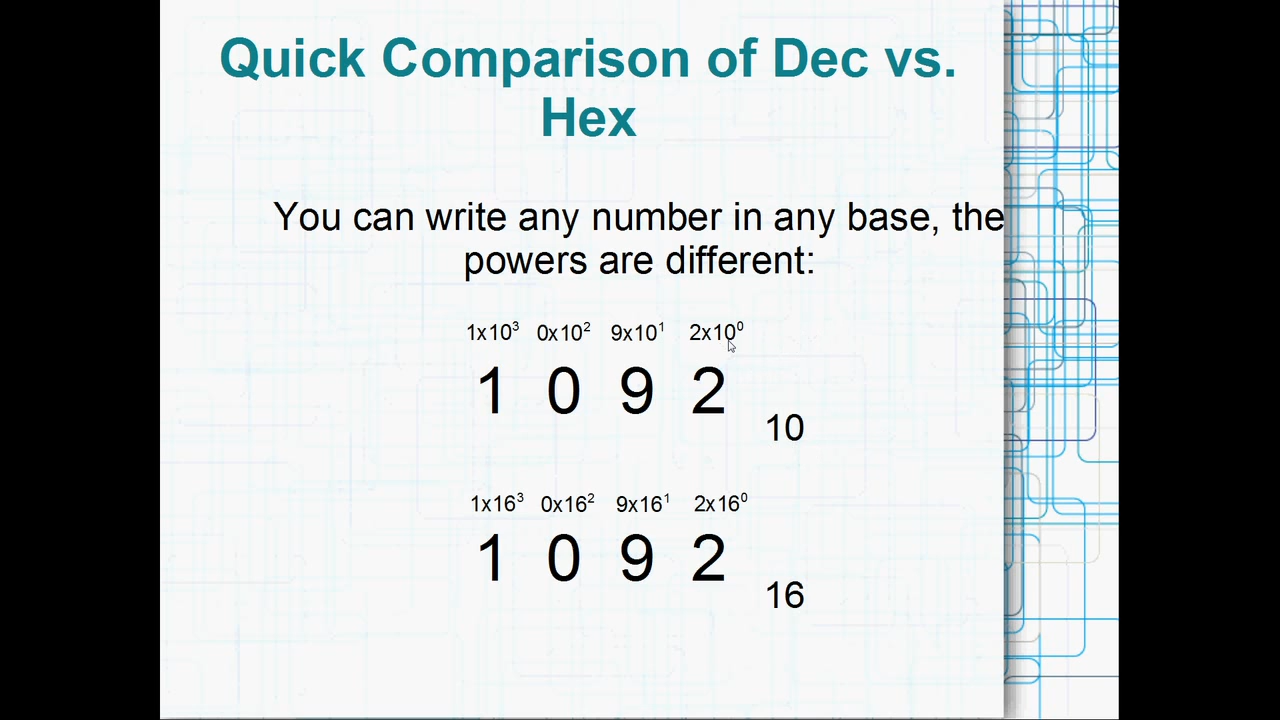 Quick Comparison of Dec vs.
Hex
You can write any number in any base, the
powers are different:
1x10³ 0x10² 9x10¹ 2x10⁰
1 0 9 2
10
1x16³ 0x16² 9x16¹ 2x16⁰
1 0 9 2
16